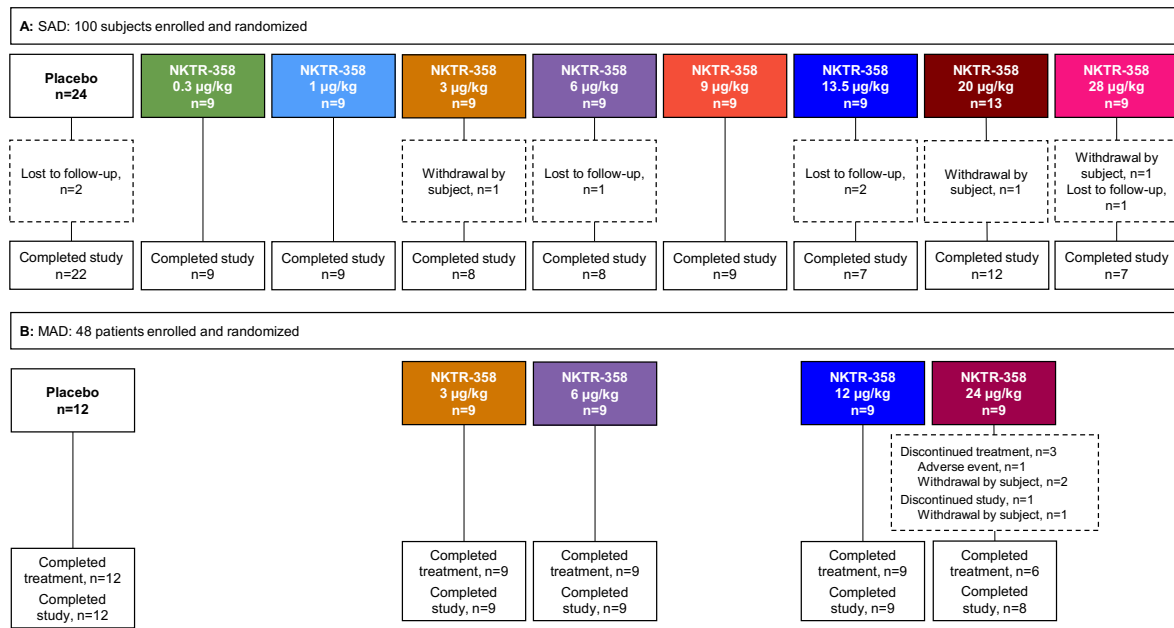 A: SAD: 100 subjects enrolled and randomized
Placebo
n=24
NKTR-358
0.3 µg/kg
n=9
NKTR-358
1 µg/kg
n=9
NKTR-358
3 µg/kg
n=9
NKTR-358
6 µg/kg
n=9
NKTR-358
9 µg/kg
n=9
NKTR-358
13.5 µg/kg
n=9
NKTR-358
20 µg/kg
n=13
NKTR-358
28 µg/kg
n=9
Lost to follow-up,
n=2
Withdrawal by
subject, n=1
Lost to follow-up,
n=1
Lost to follow-up,
n=2
Withdrawal by
subject, n=1
Withdrawal by
subject, n=1
Lost to follow-up,
n=1
Completed study
n=22
Completed study
n=9
Completed study
n=9
Completed study
n=8
Completed study
n=8
Completed study
n=9
Completed study
n=7
Completed study
n=12
Completed study
n=7
B: MAD: 48 patients enrolled and randomized
Placebo
n=12
NKTR-358
3 µg/kg
n=9
NKTR-358
6 µg/kg
n=9
NKTR-358
12 µg/kg
n=9
NKTR-358
24 µg/kg
n=9
Discontinued treatment, n=3
Adverse event, n=1
Withdrawal by subject, n=2
Discontinued study, n=1
Withdrawal by subject, n=1
Completed
treatment, n=12
Completed
study, n=12
Completed
treatment, n=9
Completed
study, n=9
Completed
treatment, n=9
Completed
study, n=9
Completed
treatment, n=9
Completed
study, n=9
Completed
treatment, n=6
Completed
study, n=8